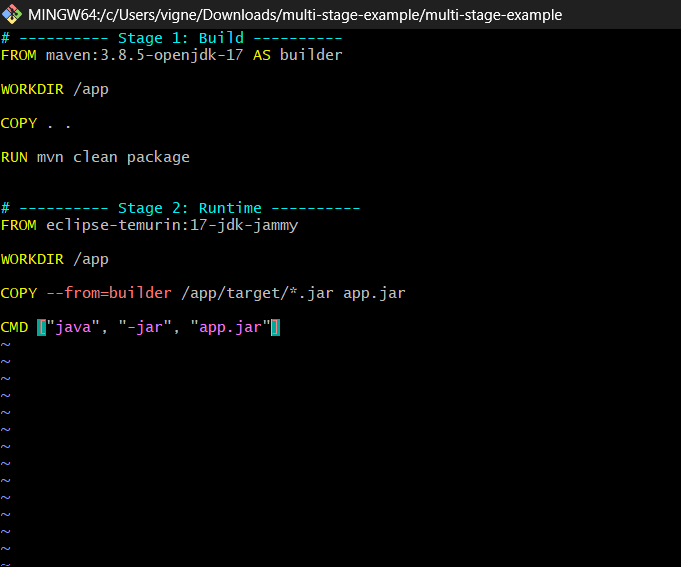 MINGW64:/c/Users/vigne/Downloads/multi-stage-example/multi-stage-example
# ---------- Stage 1: Build ----------
FROM maven:3.8.5-openjdk-17 AS builder
WORKDIR /app
COPY . .
RUN mvn clean package
# ---------- Stage 2: Runtime ----------
FROM eclipse-temurin:17-jdk-jammy
WORKDIR /app
COPY --from=builder /app/target/*.jar app.jar
CMD ["java", "-jar", "app.jar"]
~
~
~
~
~
~
~
~
~
~
~
~
~
~